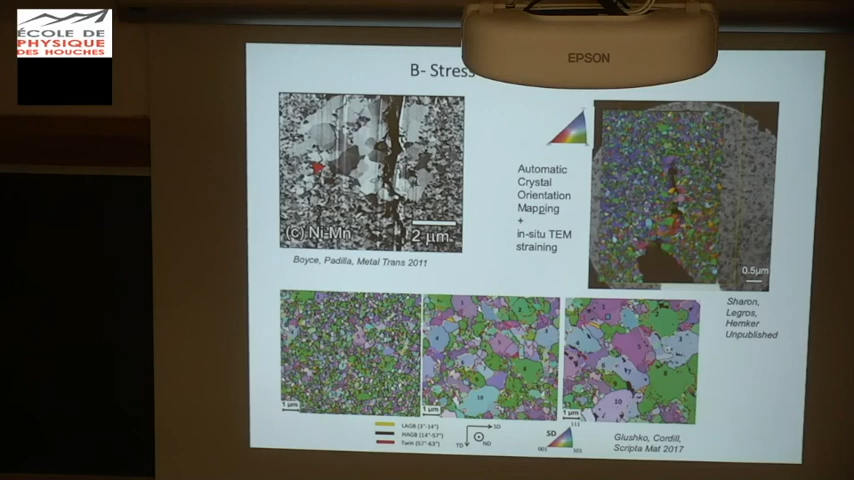 ÉCOLE DE
PHYSIQUE
DES HOUCHES
EPSON
B- Stress
(c) Ni-Mn
2 µm
Boyce, Padilla, Metal Trans 2011
Automatic
Crystal
Orientation
Mapping
+
in-situ TEM
straining
0.5µm
Sharon,
Legros,
Hemker
Unpublished
1 µm
1 µm
1 µm
LAGB (3°-14°)
HAGB (14°-57°)
Twin (57°-63°)
SD
TD
ND
SD
111
001
101
Glushko, Cordill,
Scripta Mat 2017